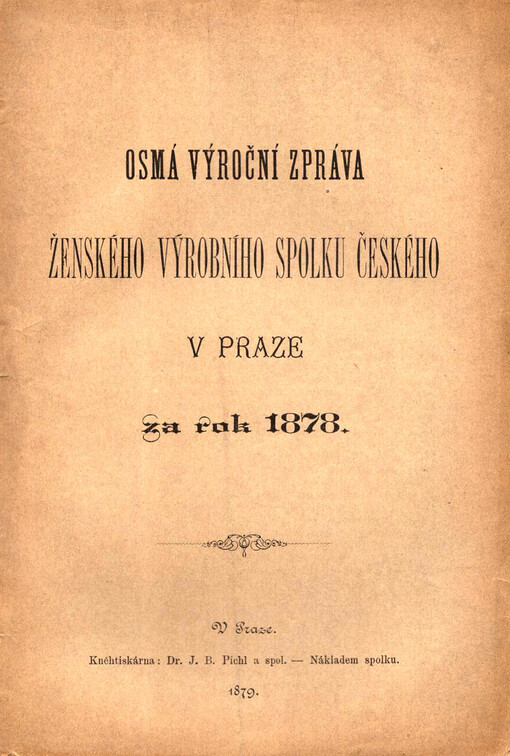 OSMÁ VÝROČNÍ ZPRÁVA
ŽENSKÉHO VÝROBNÍHO SPOLKU ČESKÉHO
V PRAZE
za rok 1878.
V Praze.
Knihtiskárna: Dr. J. B. Pichl a spol. — Nákladem spolku.
1879.